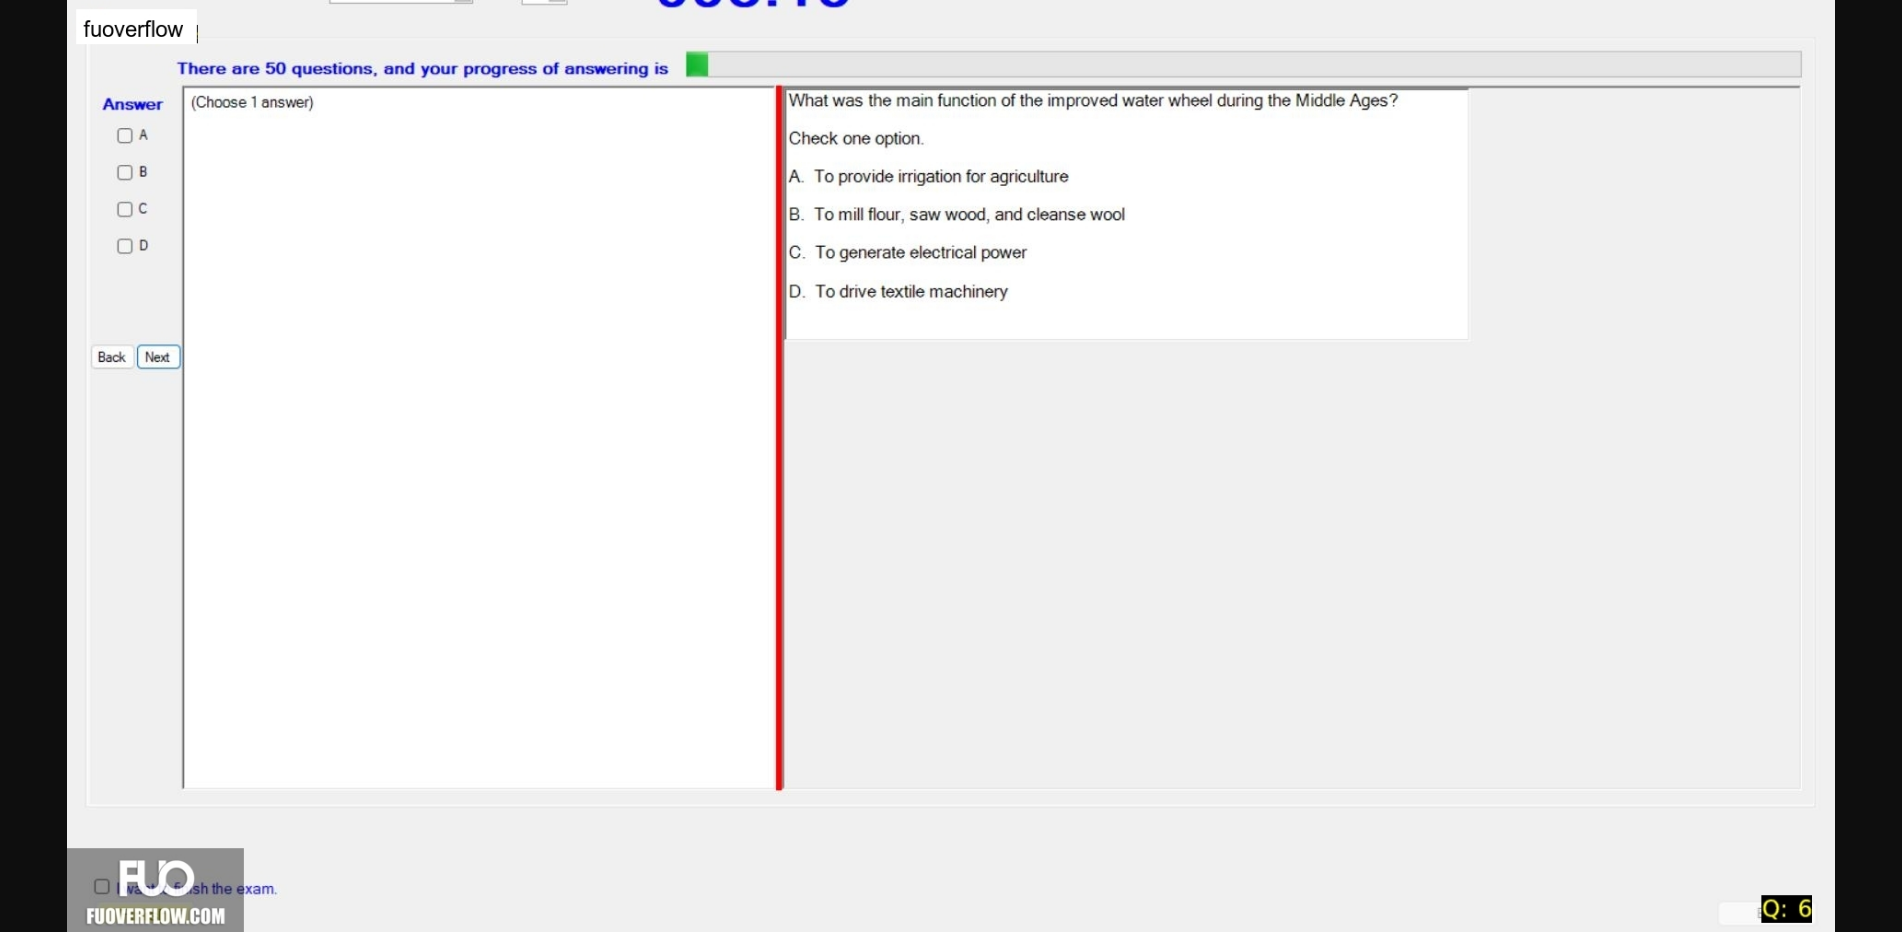 fuoverflow
There are 50 questions, and your progress of answering is
Answer
(Choose 1 answer)
A
B
C
D
Back
Next
What was the main function of the improved water wheel during the Middle Ages?
Check one option.
A. To provide irrigation for agriculture
B. To mill flour, saw wood, and cleanse wool
C. To generate electrical power
D. To drive textile machinery
FUO
I want to finish the exam.
FUOVERFLOW.COM
Q: 6